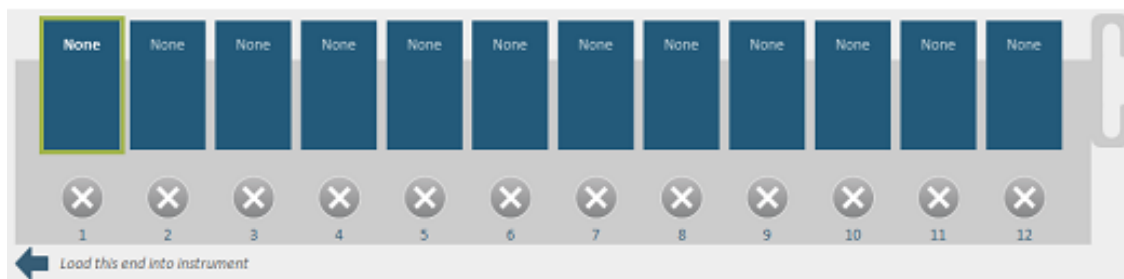 None None None None None None None None None None None None
1 2 3 4 5 6 7 8 9 10 11 12
Load this end into instrument